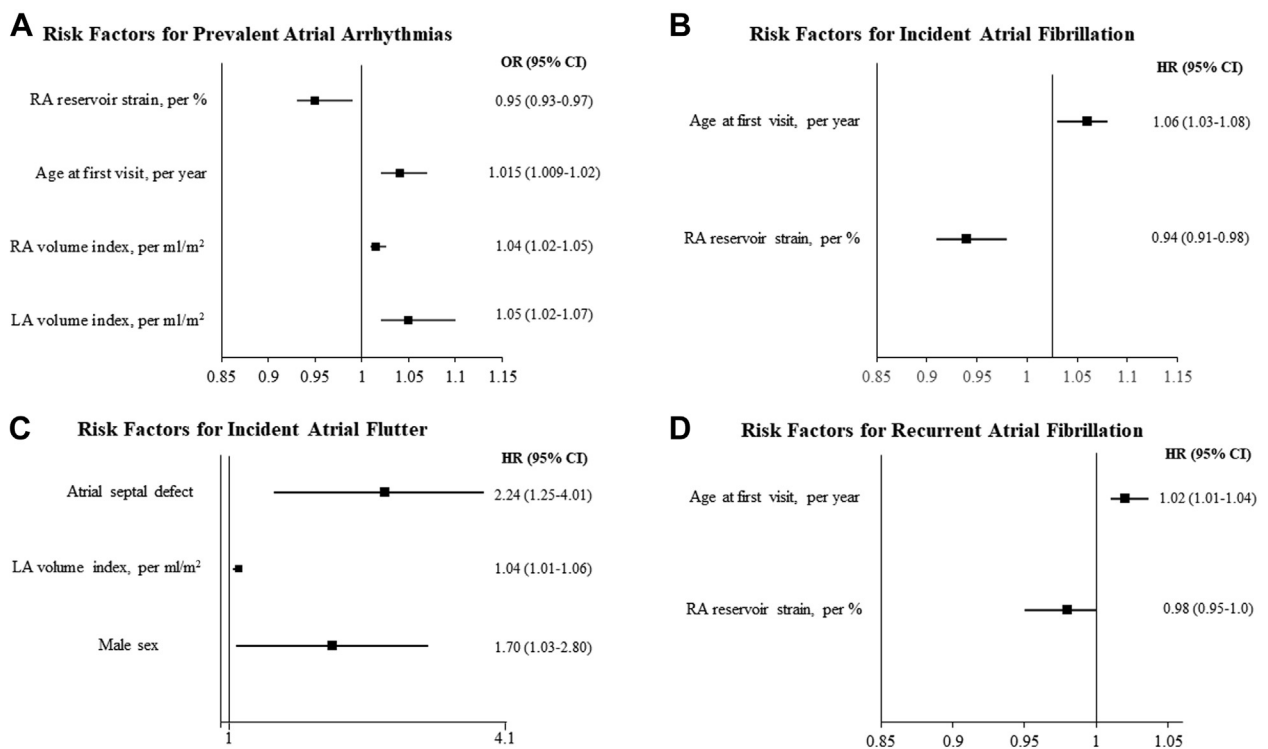 A
Risk Factors for Prevalent Atrial Arrhythmias
OR (95% CI)
RA reservoir strain, per %
0.95 (0.93-0.97)
Age at first visit, per year
1.015 (1.009-1.02)
RA volume index, per ml/m²
1.04 (1.02-1.05)
LA volume index, per ml/m²
1.05 (1.02-1.07)
0.85 0.9 0.95 1 1.05 1.1 1.15
B
Risk Factors for Incident Atrial Fibrillation
HR (95% CI)
Age at first visit, per year
1.06 (1.03-1.08)
RA reservoir strain, per %
0.94 (0.91-0.98)
0.85 0.9 0.95 1 1.05 1.1 1.15
C
Risk Factors for Incident Atrial Flutter
HR (95% CI)
Atrial septal defect
2.24 (1.25-4.01)
LA volume index, per ml/m²
1.04 (1.01-1.06)
Male sex
1.70 (1.03-2.80)
1 4.1
D
Risk Factors for Recurrent Atrial Fibrillation
HR (95% CI)
Age at first visit, per year
1.02 (1.01-1.04)
RA reservoir strain, per %
0.98 (0.95-1.0)
0.85 0.9 0.95 1 1.05